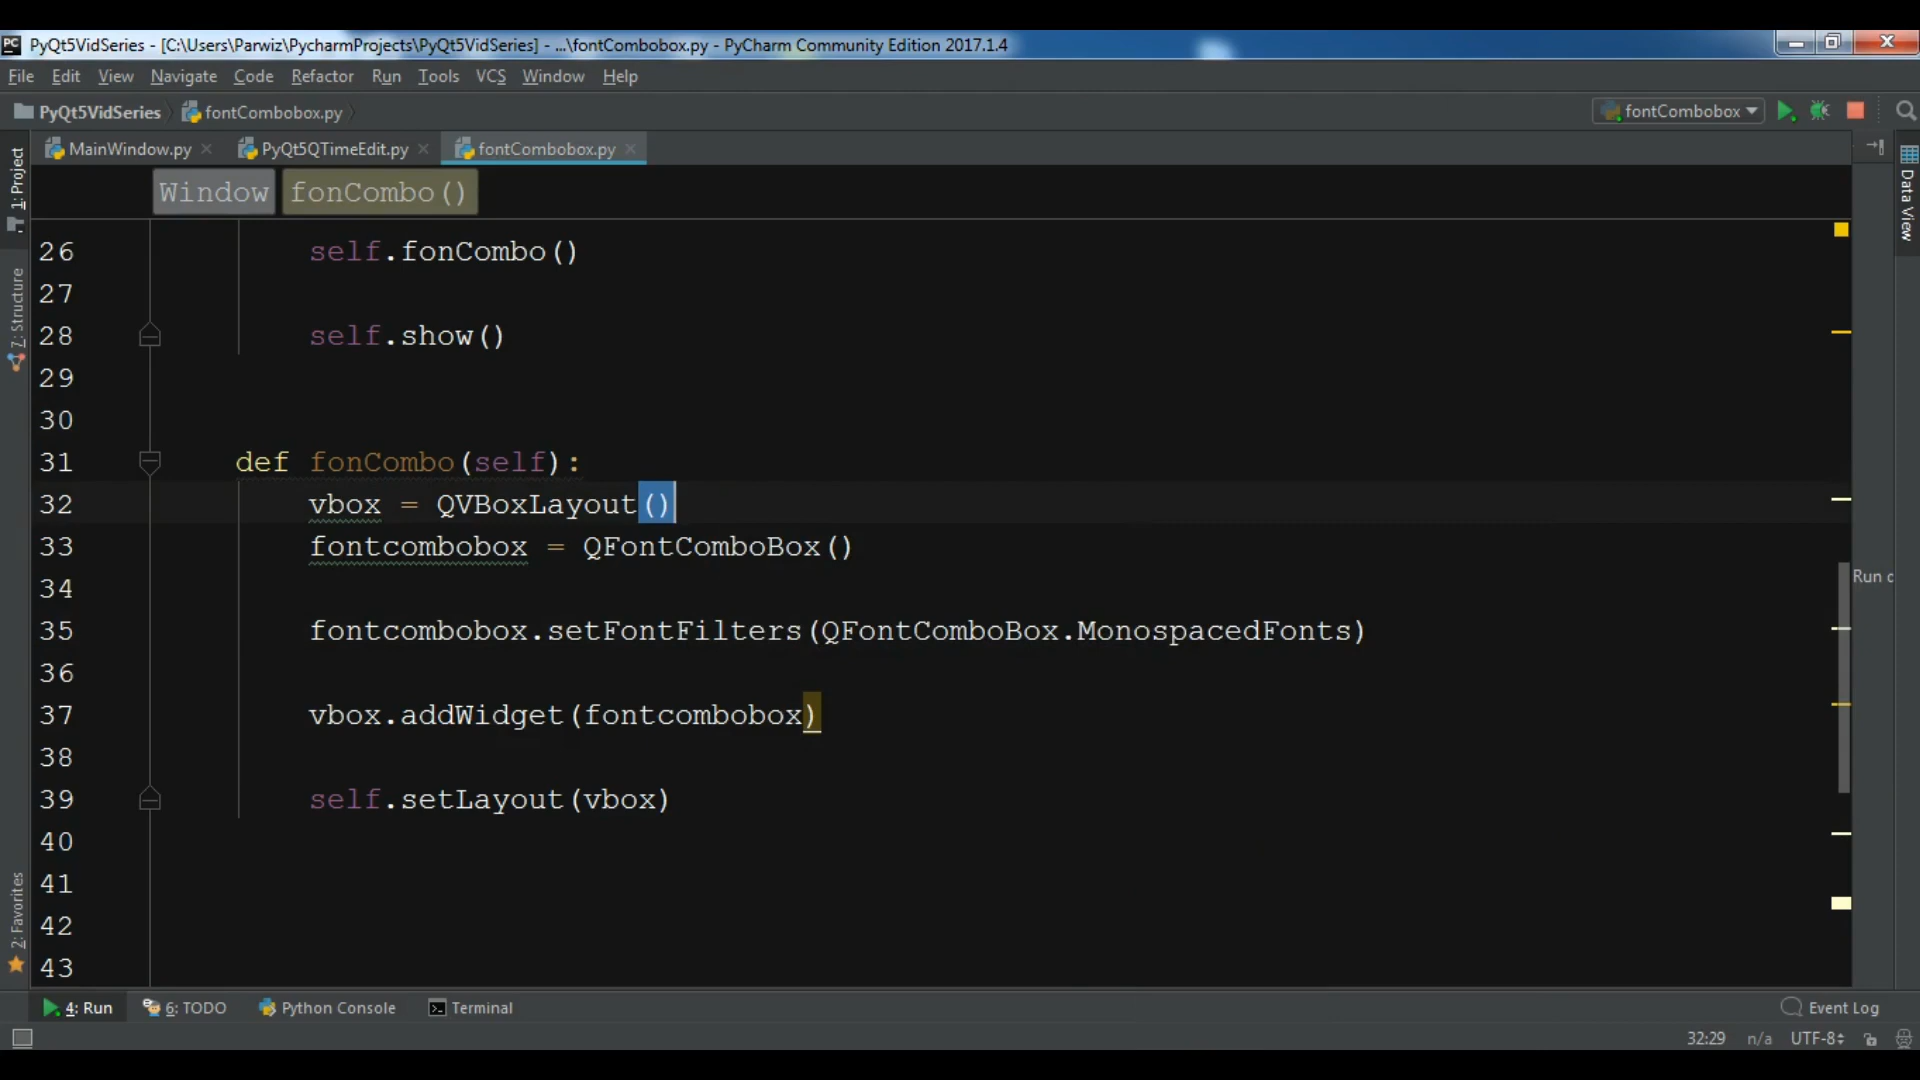 PyQt5VidSeries - [C:\Users\Parwiz\PycharmProjects\PyQt5VidSeries] - ...\fontCombobox.py - PyCharm Community Edition 2017.1.4
File Edit View Navigate Code Refactor Run Tools VCS Window Help
PyQt5VidSeries fontCombobox.py fontCombobox
MainWindow.py PyQt5QTimeEdit.py fontCombobox.py
1: Project
7: Structure
2: Favorites
Data View
Window fonCombo()
26 self.fonCombo()
27
28 self.show()
29
30
31 def fonCombo(self):
32 vbox = QVBoxLayout()
33 fontcombobox = QFontComboBox()
34
35 fontcombobox.setFontFilters(QFontComboBox.MonospacedFonts)
36
37 vbox.addWidget(fontcombobox)
38
39 self.setLayout(vbox)
40
41
42
43
Run c
4: Run 6: TODO Python Console Terminal Event Log
32:29 n/a UTF-8